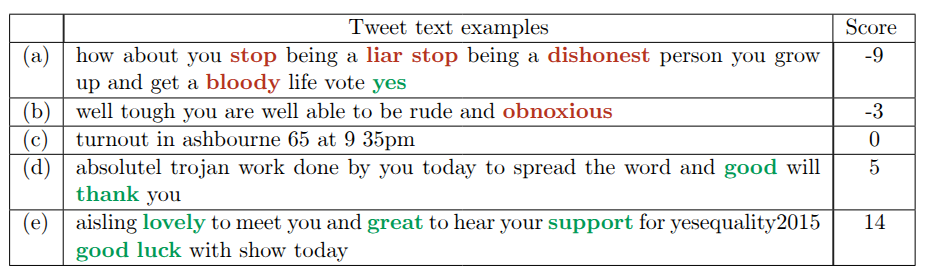 Tweet text examples Score
(a) how about you stop being a liar stop being a dishonest person you grow -9
up and get a bloody life vote yes
(b) well tough you are well able to be rude and obnoxious -3
(c) turnout in ashbourne 65 at 9 35pm 0
(d) absolutel trojan work done by you today to spread the word and good will 5
thank you
(e) aisling lovely to meet you and great to hear your support for yesequality2015 14
good luck with show today